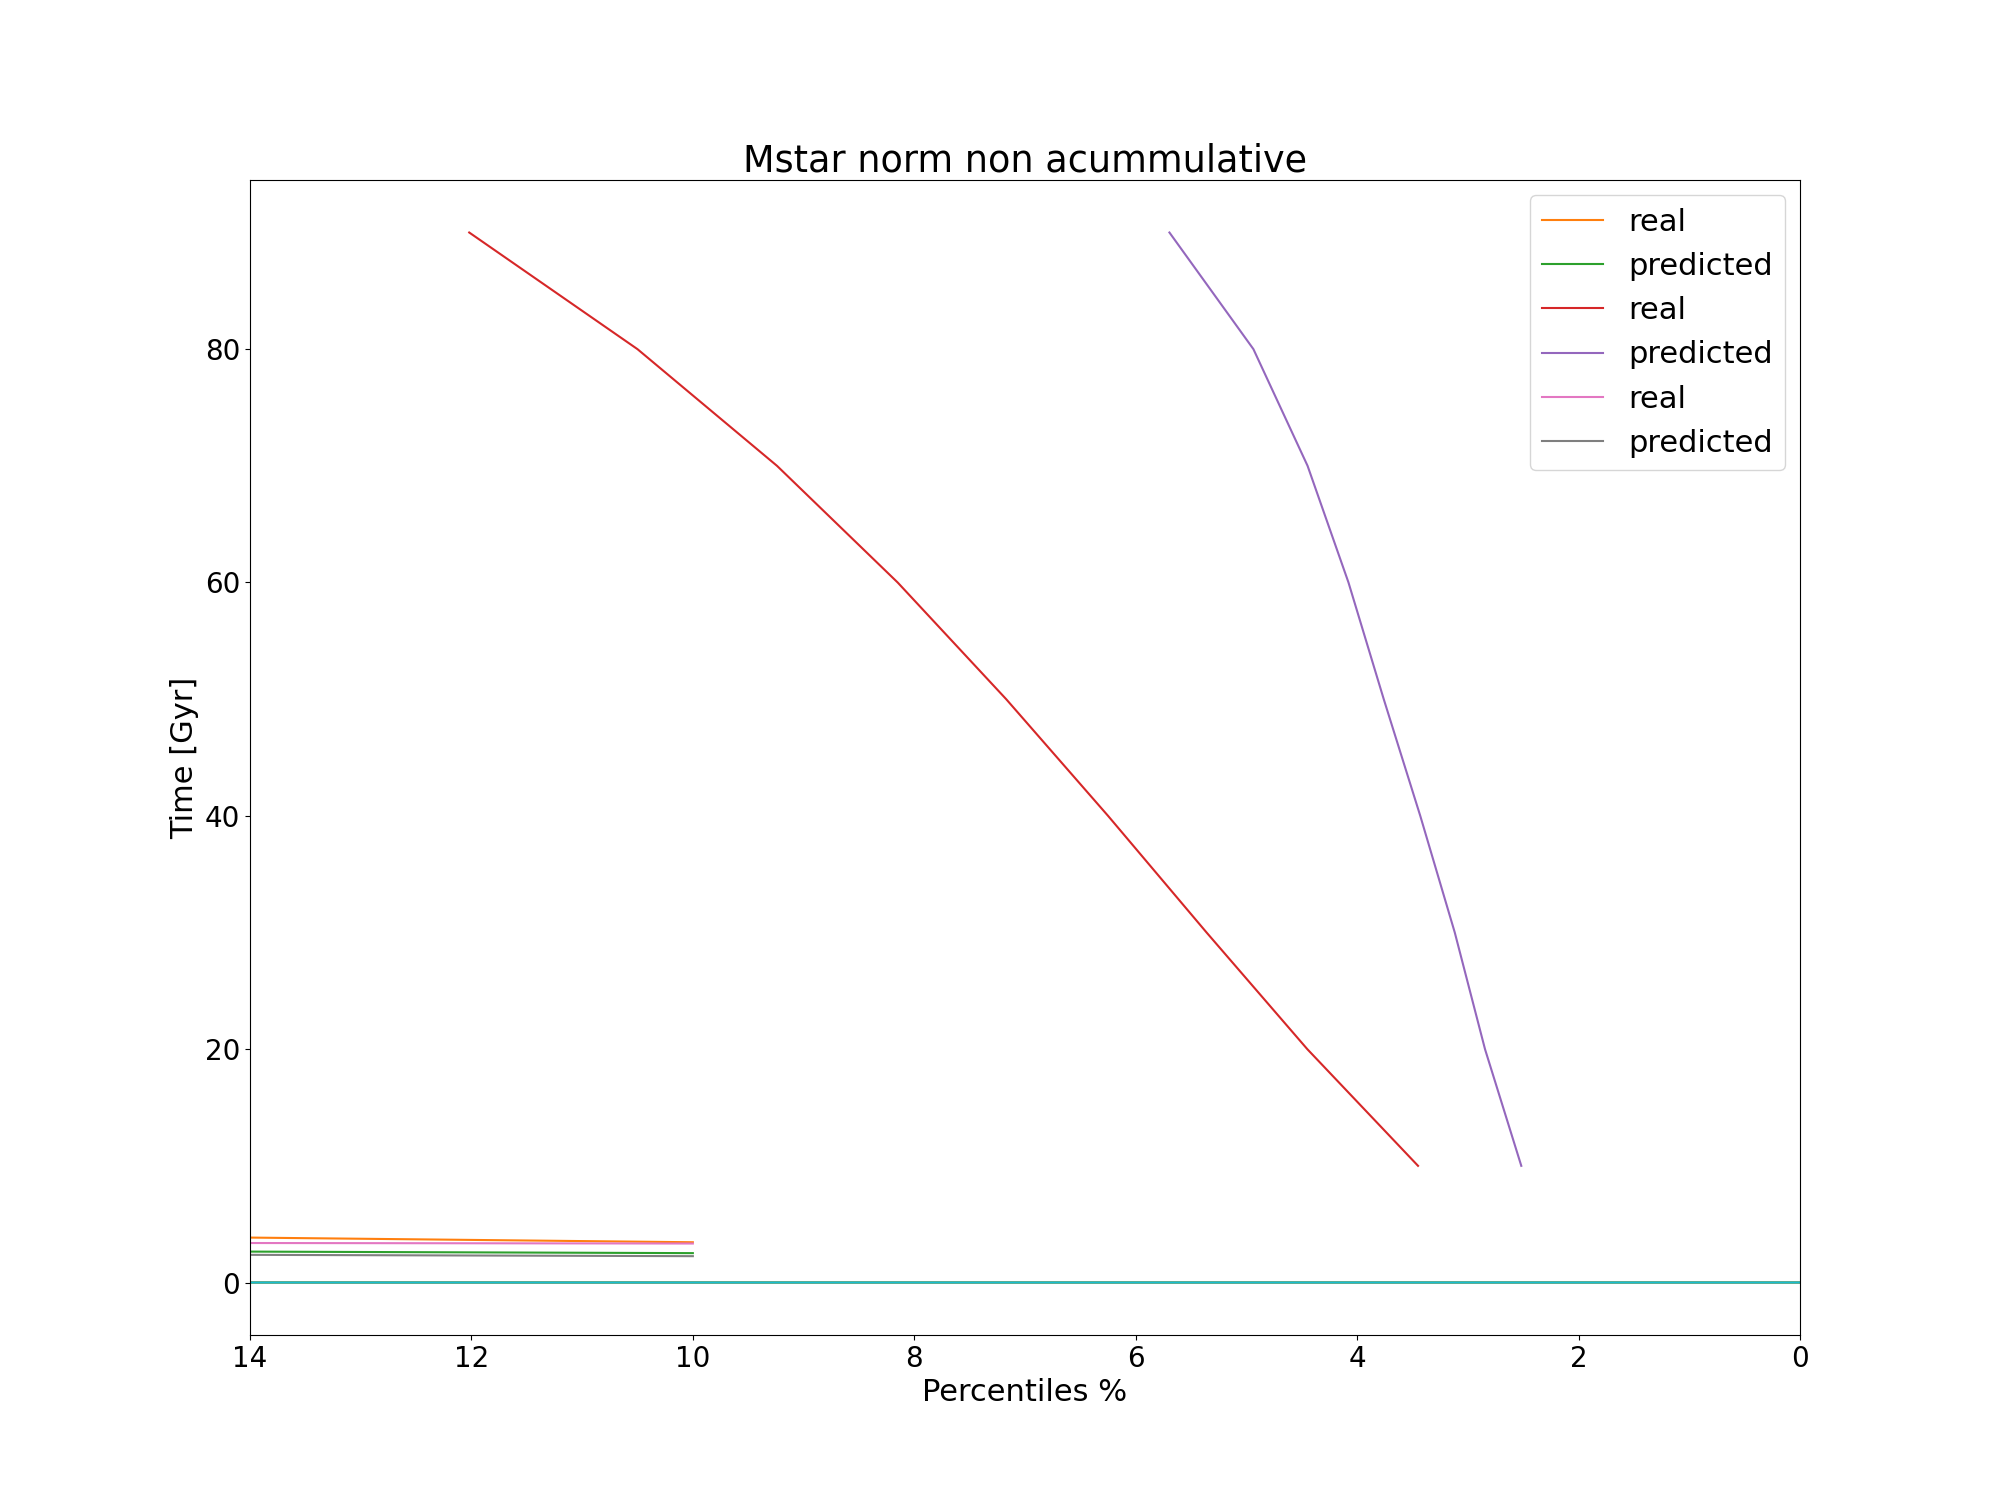 Mstar norm non acummulative
real
predicted
real
predicted
real
predicted
80
60
40
20
0
Time [Gyr]
14 12 10 8 6 4 2 0
Percentiles %